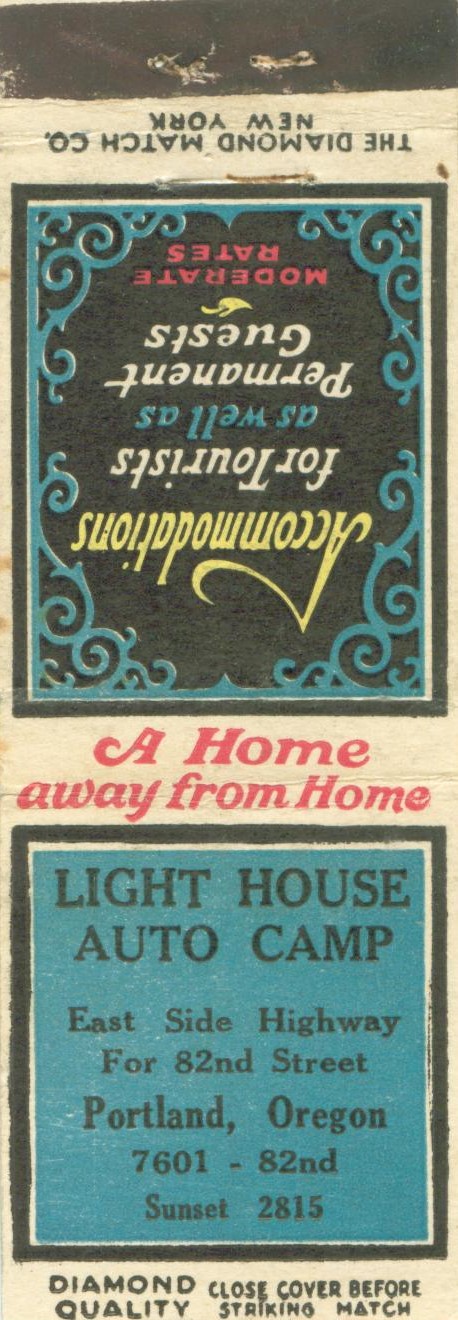 THE DIAMOND MATCH CO.
NEW YORK
Accommodations
for Tourists
as well as
Permanent
Guests
MODERATE
RATES
A Home
away from Home
LIGHT HOUSE
AUTO CAMP
East Side Highway
For 82nd Street
Portland, Oregon
7601 - 82nd
Sunset 2815
DIAMOND QUALITY
CLOSE COVER BEFORE
STRIKING MATCH